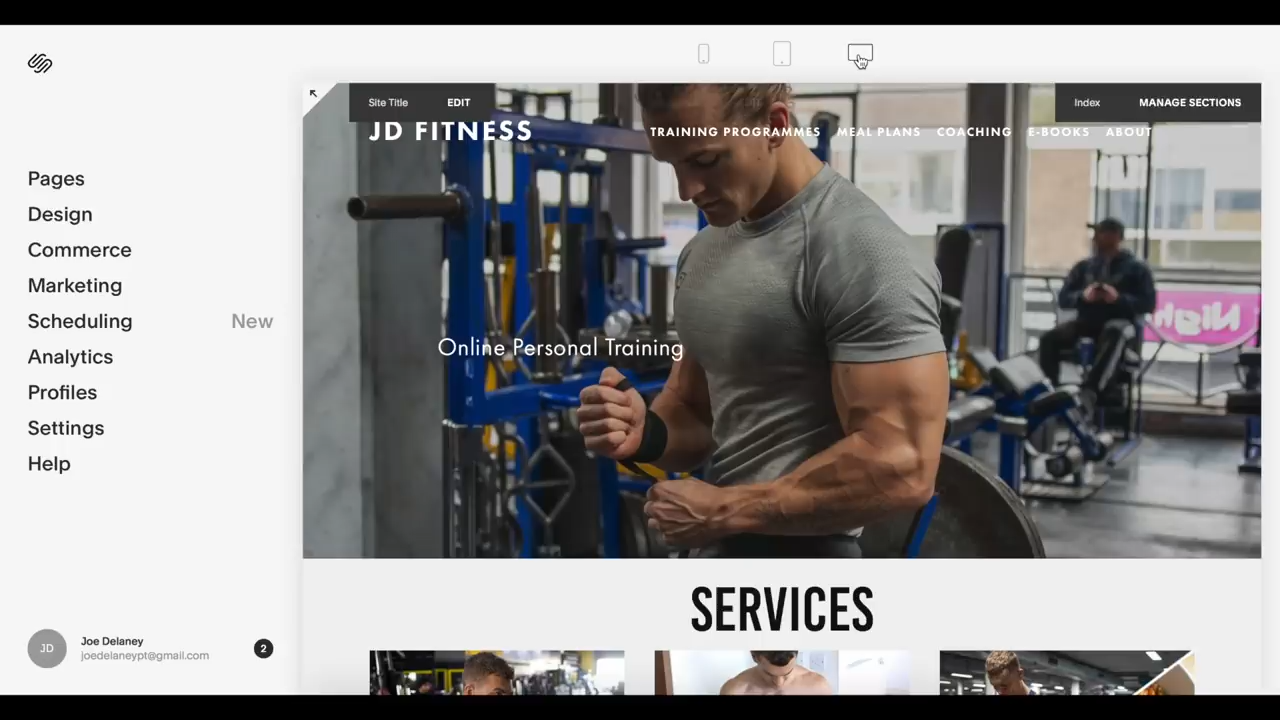 Site Title EDIT
Index MANAGE SECTIONS
JD FITNESS
TRAINING PROGRAMMES MEAL PLANS COACHING E-BOOKS ABOUT
Pages
Design
Commerce
Marketing
Scheduling New
Analytics
Profiles
Settings
Help
Online Personal Training
Nigh
SERVICES
JD
Joe Delaney
joedelaneypt@gmail.com
2